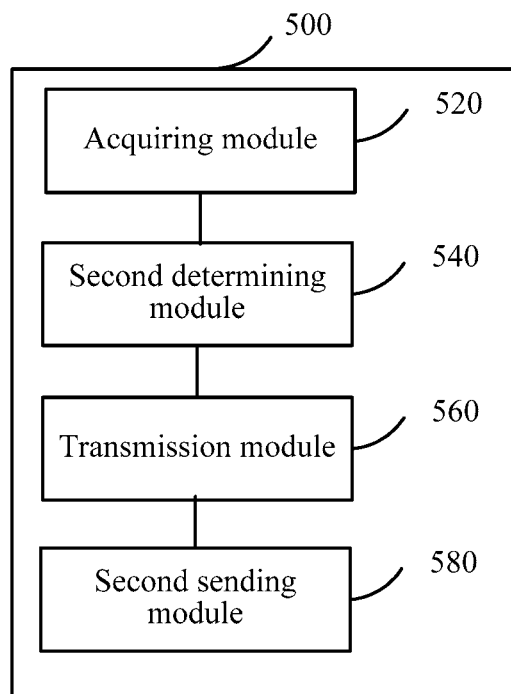 500
Acquiring module
520
Second determining
module
540
Transmission module
560
Second sending
module
580